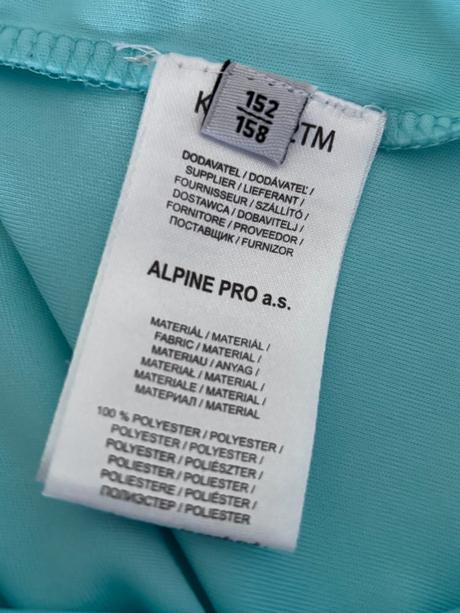 152
158
DODAVATEL / DODÁVATEĽ /
SUPPLIER / LIEFERANT /
FOURNISSEUR / SZÁLLÍTÓ /
DOSTAWCA / DOBAVITELJ /
FORNITORE / PROVEEDOR /
ПОСТАВЩИК / FURNIZOR
ALPINE PRO a.s.
MATERIÁL / MATERIÁL /
FABRIC / MATERIAL /
MATERIAU / ANYAG /
MATERIAŁ / MATERIAL /
MATERIALE / MATERIAL /
МАТЕРИАЛ / MATERIAL
100 % POLYESTER / POLYESTER /
POLYESTER / POLYESTER /
POLYESTER / POLIÉSZTER /
POLIESTER / POLIESTER /
POLIESTERE / POLIÉSTER /
ПОЛИЭСТЕР / POLIESTER